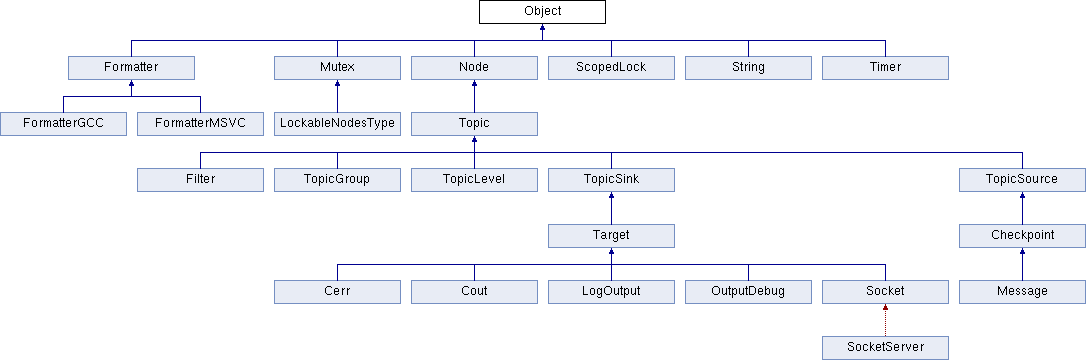 Object
Formatter
Mutex
Node
ScopedLock
String
Timer
FormatterGCC
FormatterMSVC
LockableNodesType
Topic
Filter
TopicGroup
TopicLevel
TopicSink
TopicSource
Target
Checkpoint
Cerr
Cout
LogOutput
OutputDebug
Socket
Message
SocketServer